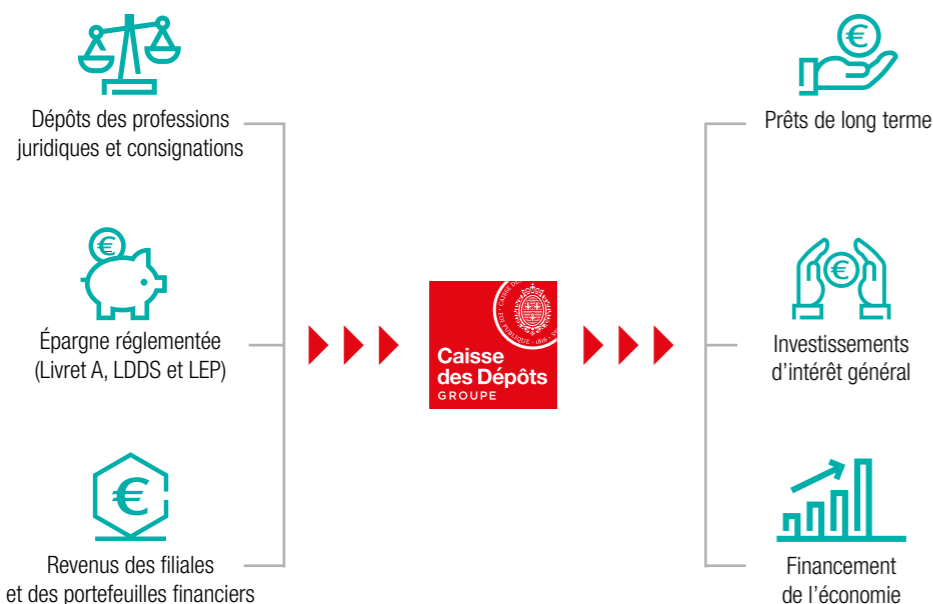 Dépôts des professions
juridiques et consignations
Épargne réglementée
(Livret A, LDDS et LEP)
Revenus des filiales
et des portefeuilles financiers
Caisse
des Dépôts
GROUPE
Prêts de long terme
Investissements
d'intérêt général
Financement
de l'économie